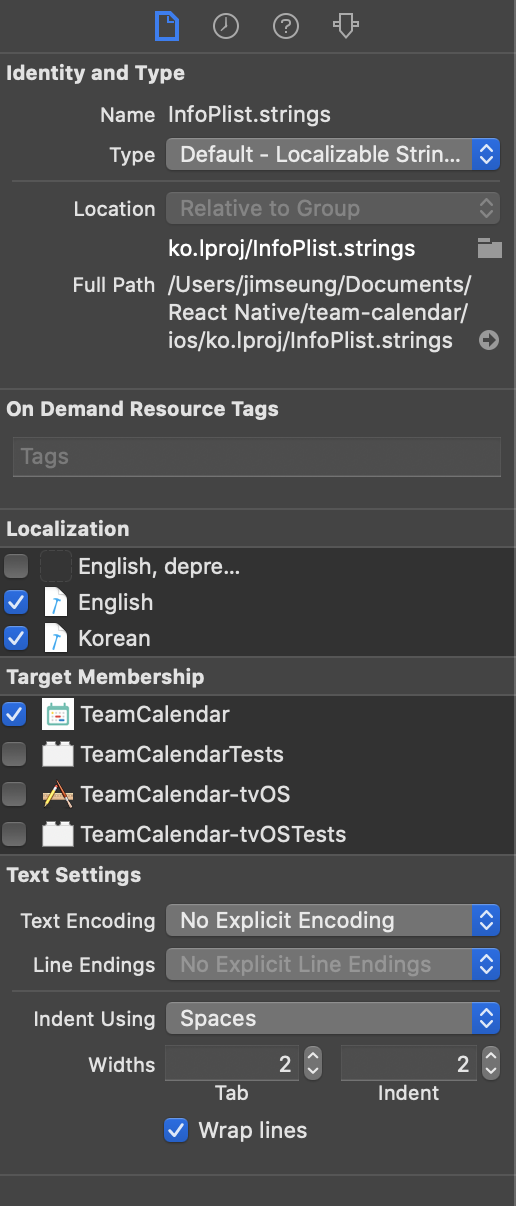 Identity and Type
Name InfoPlist.strings
Type Default - Localizable Strin...
Location Relative to Group
ko.lproj/InfoPlist.strings
Full Path /Users/jimseung/Documents/
React Native/team-calendar/
ios/ko.lproj/InfoPlist.strings
On Demand Resource Tags
Tags
Localization
English, depre...
English
Korean
Target Membership
TeamCalendar
TeamCalendarTests
TeamCalendar-tvOS
TeamCalendar-tvOSTests
Text Settings
Text Encoding No Explicit Encoding
Line Endings No Explicit Line Endings
Indent Using Spaces
Widths 2 2
Tab Indent
Wrap lines